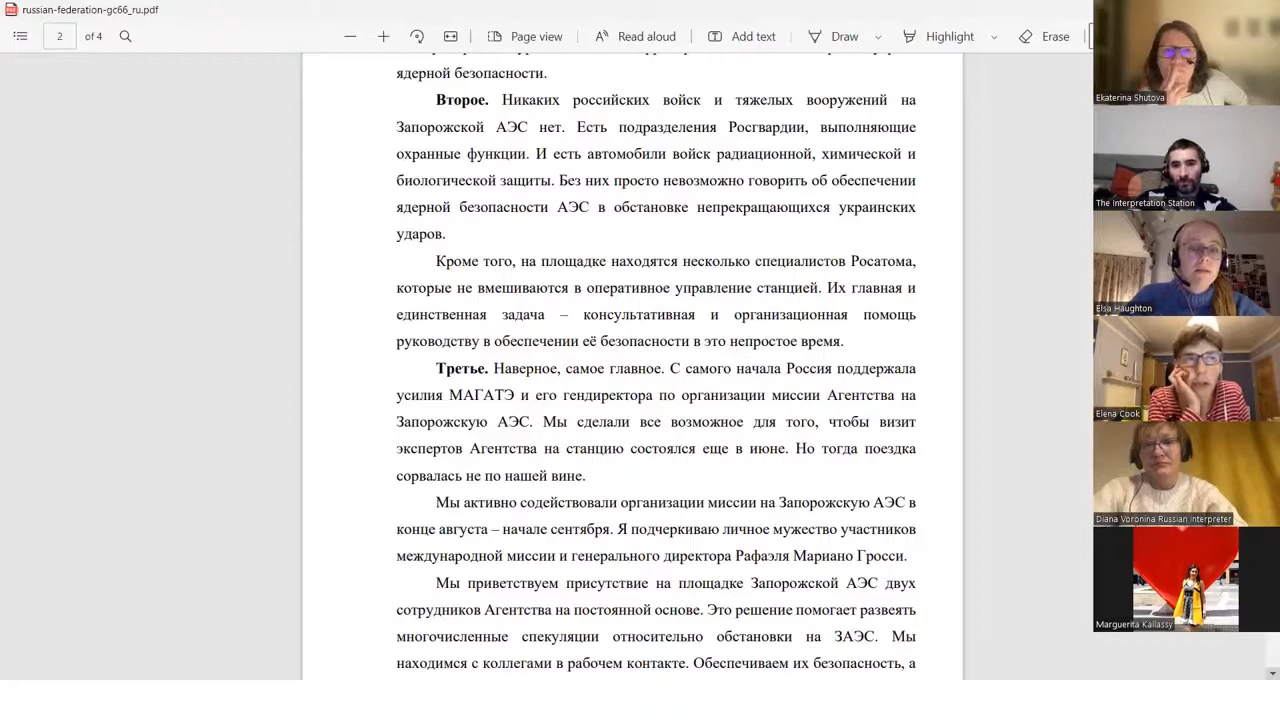 russian-federation-gc66_ru.pdf
2 of 4 Page view Read aloud Add text Draw Highlight Erase
ядерной безопасности.
Второе. Никаких российских войск и тяжелых вооружений на
Запорожской АЭС нет. Есть подразделения Росгвардии, выполняющие
охранные функции. И есть автомобили войск радиационной, химической и
биологической защиты. Без них просто невозможно говорить об обеспечении
ядерной безопасности АЭС в обстановке непрекращающихся украинских
ударов.
Кроме того, на площадке находятся несколько специалистов Росатома,
которые не вмешиваются в оперативное управление станцией. Их главная и
единственная задача – консультативная и организационная помощь
руководству в обеспечении её безопасности в это непростое время.
Третье. Наверное, самое главное. С самого начала Россия поддержала
усилия МАГАТЭ и его гендиректора по организации миссии Агентства на
Запорожскую АЭС. Мы сделали все возможное для того, чтобы визит
экспертов Агентства на станцию состоялся еще в июне. Но тогда поездка
сорвалась не по нашей вине.
Мы активно содействовали организации миссии на Запорожскую АЭС в
конце августа – начале сентября. Я подчеркиваю личное мужество участников
международной миссии и генерального директора Рафаэля Мариано Гросси.
Мы приветствуем присутствие на площадке Запорожской АЭС двух
сотрудников Агентства на постоянной основе. Это решение помогает развеять
многочисленные спекуляции относительно обстановки на ЗАЭС. Мы
находимся с коллегами в рабочем контакте. Обеспечиваем их безопасность, а
Ekaterina Shutova
The Interpretation Station
Elsa Haughton
Elena Cook
Diana Voronina Russian Interpreter
Marguerita Kallassy